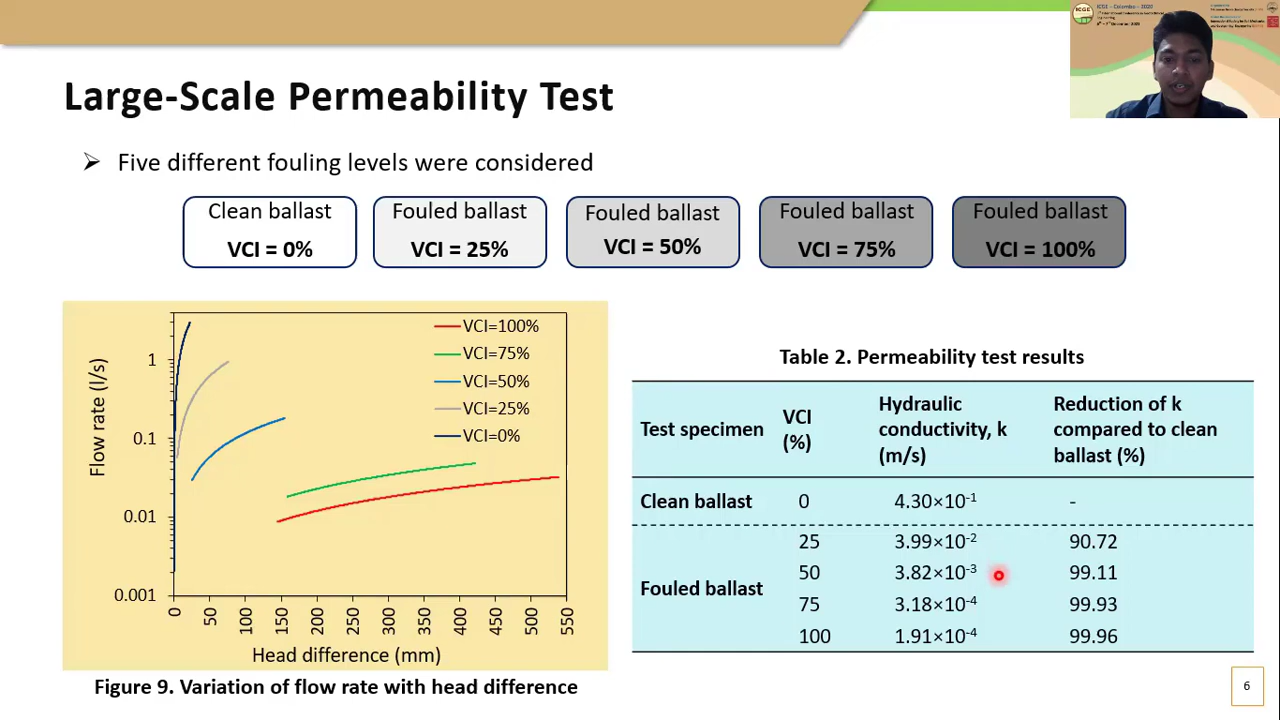 ICGE - Colombo - 2020
Large-Scale Permeability Test
➢ Five different fouling levels were considered
Clean ballast
VCI = 0%
Fouled ballast
VCI = 25%
Fouled ballast
VCI = 50%
Fouled ballast
VCI = 75%
Fouled ballast
VCI = 100%
Flow rate (l/s)
1
0.1
0.01
0.001
VCI=100%
VCI=75%
VCI=50%
VCI=25%
VCI=0%
0 50 100 150 200 250 300 350 400 450 500 550
Head difference (mm)
Figure 9. Variation of flow rate with head difference
Table 2. Permeability test results
Test specimen
VCI
(%)
Hydraulic
conductivity, k
(m/s)
Reduction of k
compared to clean
ballast (%)
Clean ballast 0 4.30×10⁻¹ -
Fouled ballast
25 3.99×10⁻² 90.72
50 3.82×10⁻³ 99.11
75 3.18×10⁻⁴ 99.93
100 1.91×10⁻⁴ 99.96
6